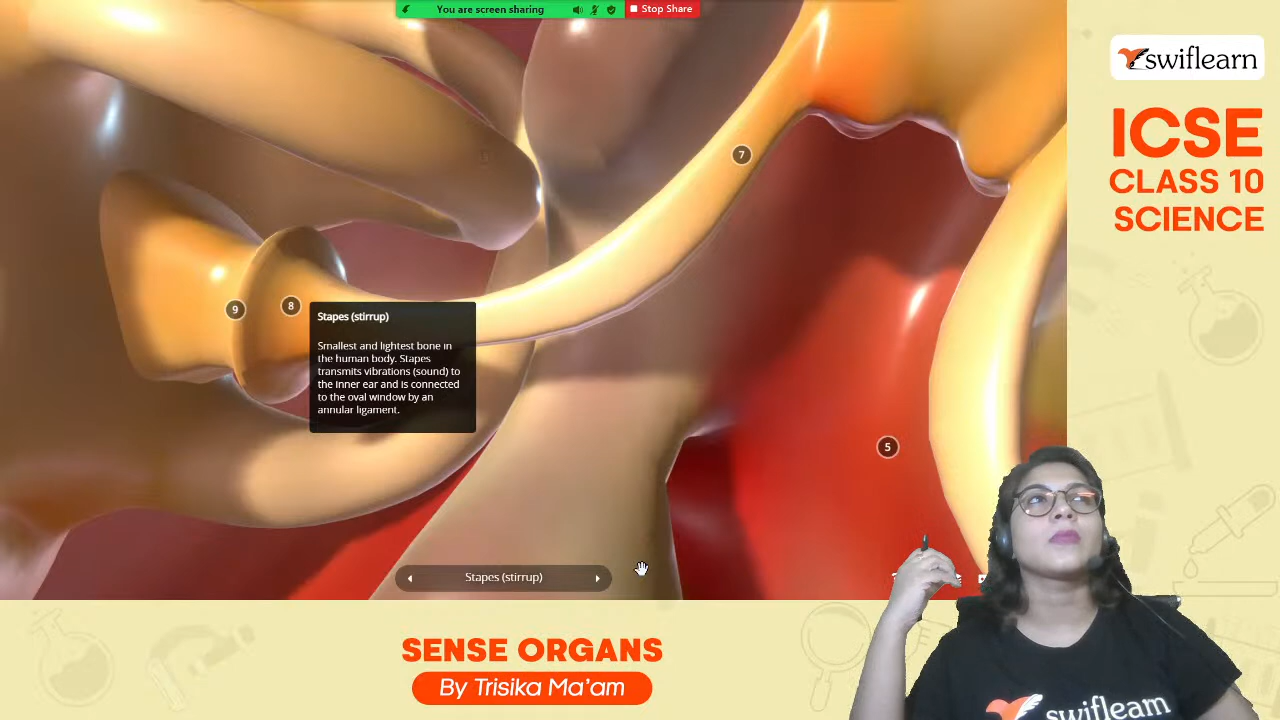 You are screen sharing
Stop Share
swiflearn
ICSE
CLASS 10
SCIENCE
7
9
8
5
Stapes (stirrup)
Smallest and lightest bone in
the human body. Stapes
transmits vibrations (sound) to
the inner ear and is connected
to the oval window by an
annular ligament.
Stapes (stirrup)
SENSE ORGANS
By Trisika Ma'am
swiflearn